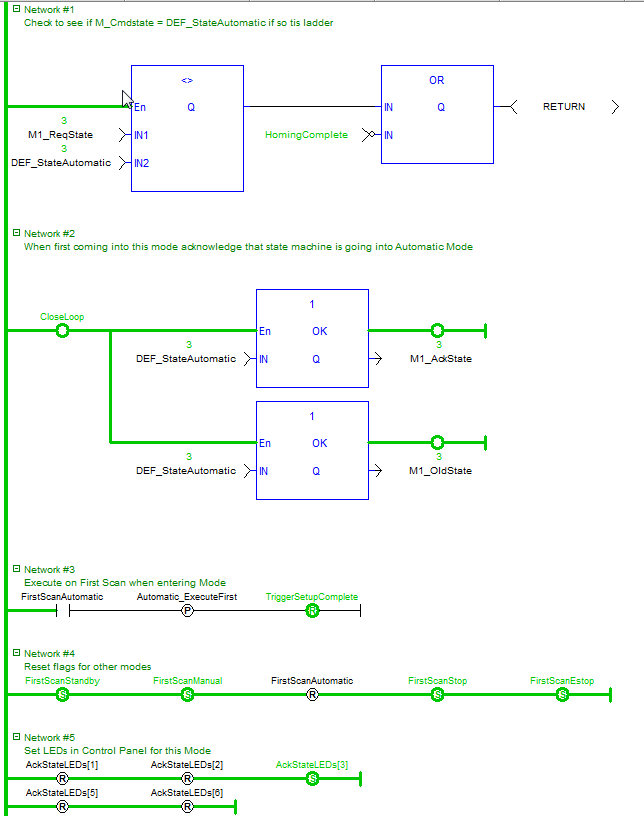 Network #1
Check to see if M_Cmdstate = DEF_StateAutomatic if so tis ladder
<> OR
En Q IN Q RETURN
3
M1_ReqState IN1 HomingComplete IN
3
DEF_StateAutomatic IN2
Network #2
When first coming into this mode acknowledge that state machine is going into Automatic Mode
1
CloseLoop
En OK
3 3
DEF_StateAutomatic IN Q M1_AckState
1
En OK
3 3
DEF_StateAutomatic IN Q M1_OldState
Network #3
Execute on First Scan when entering Mode
FirstScanAutomatic Automatic_ExecuteFirst TriggerSetupComplete
P R
Network #4
Reset flags for other modes
FirstScanStandby FirstScanManual FirstScanAutomatic FirstScanStop FirstScanEstop
S S R S S
Network #5
Set LEDs in Control Panel for this Mode
AckStateLEDs[1] AckStateLEDs[2] AckStateLEDs[3]
R R S
AckStateLEDs[5] AckStateLEDs[6]
R R